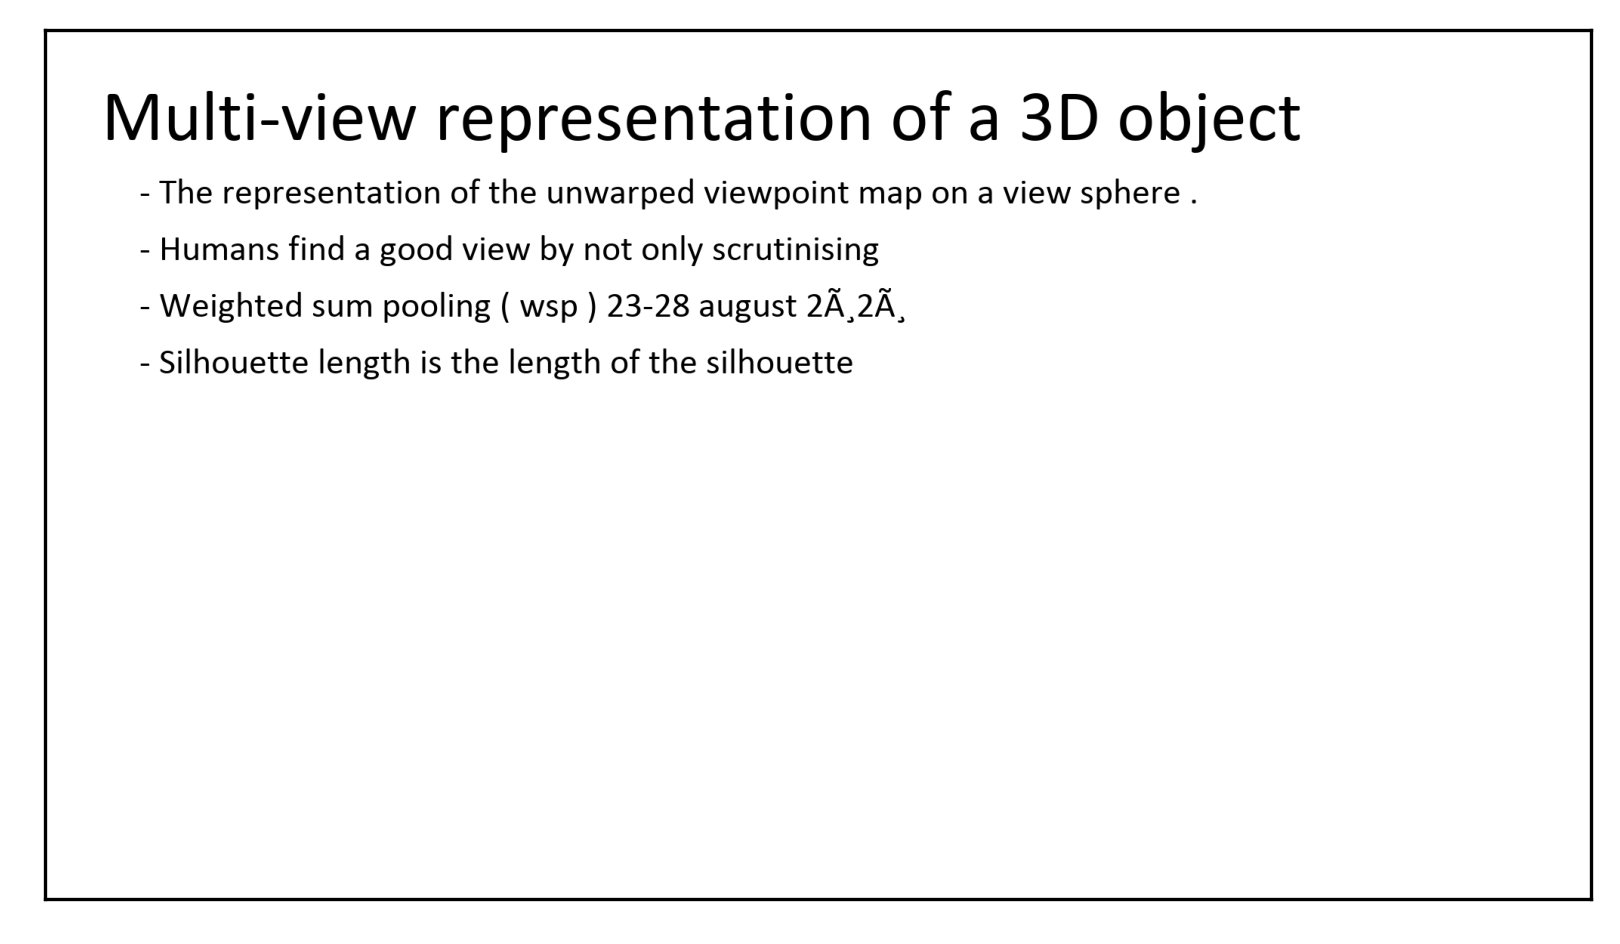 Multi-view representation of a 3D object
- The representation of the unwarped viewpoint map on a view sphere .
- Humans find a good view by not only scrutinising
- Weighted sum pooling ( wsp ) 23-28 august 2Ã¸2Ã¸
- Silhouette length is the length of the silhouette